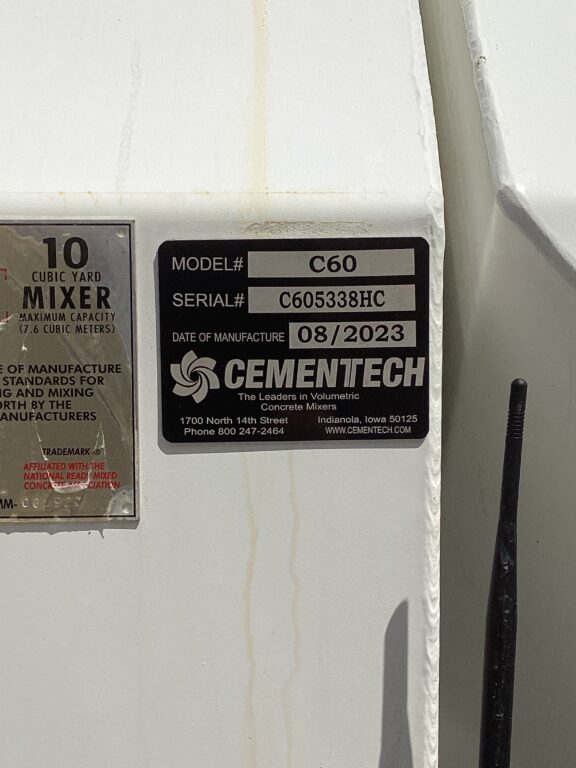 10
CUBIC YARD
MIXER
MAXIMUM CAPACITY
(7.6 CUBIC METERS)
E OF MANUFACTURE
STANDARDS FOR
NG AND MIXING
ORTH BY THE
ANUFACTURERS
TRADEMARK ®
AFFILIATED WITH THE
NATIONAL READY MIXED
CONCRETE ASSOCIATION
MM-
MODEL# C60
SERIAL# C605338HC
DATE OF MANUFACTURE 08/2023
CEMENTECH
The Leaders in Volumetric
Concrete Mixers
1700 North 14th Street Indianola, Iowa 50125
Phone 800 247-2464 WWW.CEMENTECH.COM